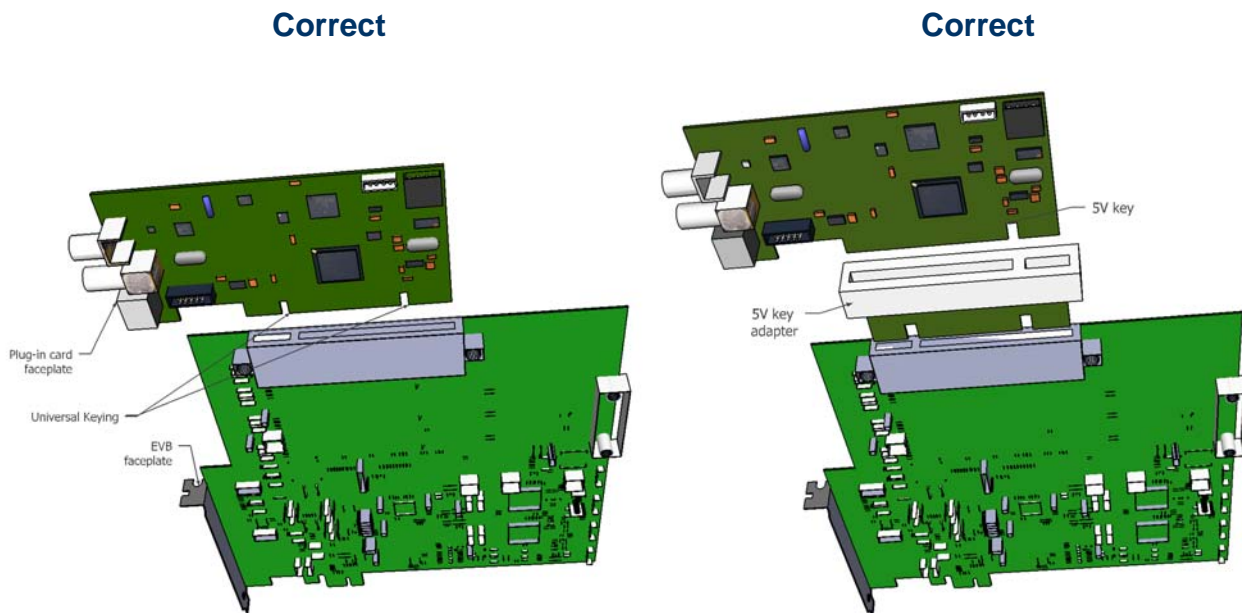 Correct
Correct
5V key
5V key
adapter
Plug-in card
faceplate
Universal Keying
EVB
faceplate